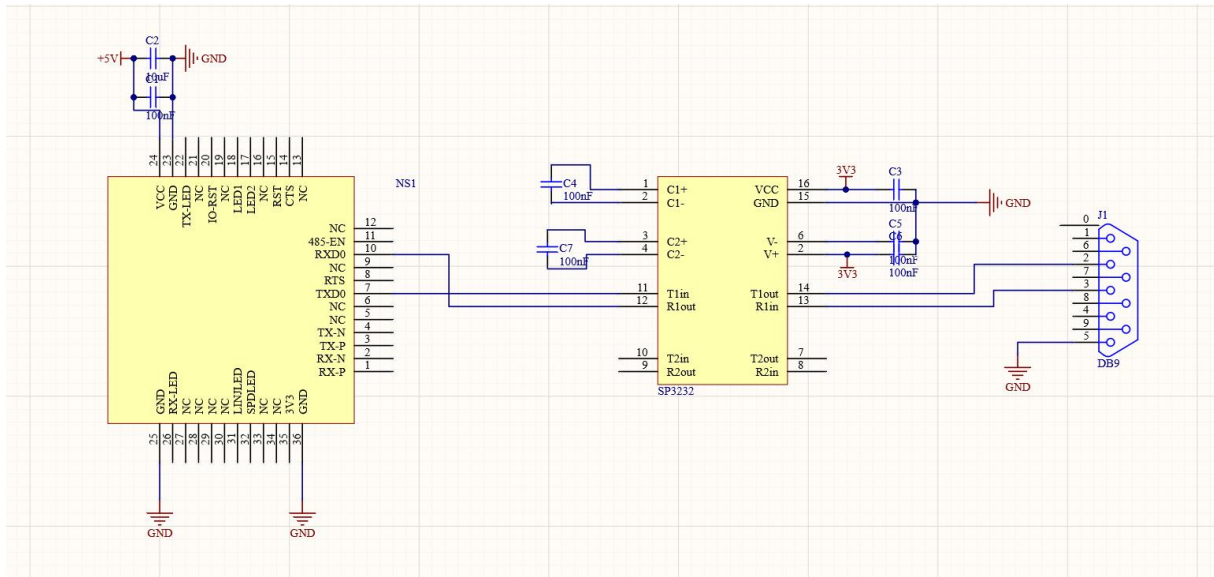 C2
+5V
GND
10uF
C1
100nF
24 23 22 21 20 19 18 17 16 15 14 13
VCC GND TX-LED NC IO-RST NC LED1 LED2 NC RST CTS NC
NS1
NC 12
485-EN 11
RXD0 10
NC 9
RTS 8
TXD0 7
NC 6
NC 5
TX-N 4
TX-P 3
RX-N 2
RX-P 1
GND RX-LED NC NC NC NC LINJLED SPDLED NC NC 3V3 GND
25 26 27 28 29 30 31 32 33 34 35 36
GND
GND
C4
100nF
C7
100nF
1 C1+ VCC 16
2 C1- GND 15
3 C2+ V- 6
4 C2- V+ 2
11 T1in T1out 14
12 R1out R1in 13
10 T2in T2out 7
9 R2out R2in 8
SP3232
3V3
C3
100nF
GND
C5
C6
100nF
100nF
3V3
J1
0
1
6
2
7
3
8
4
9
5
DB9
GND